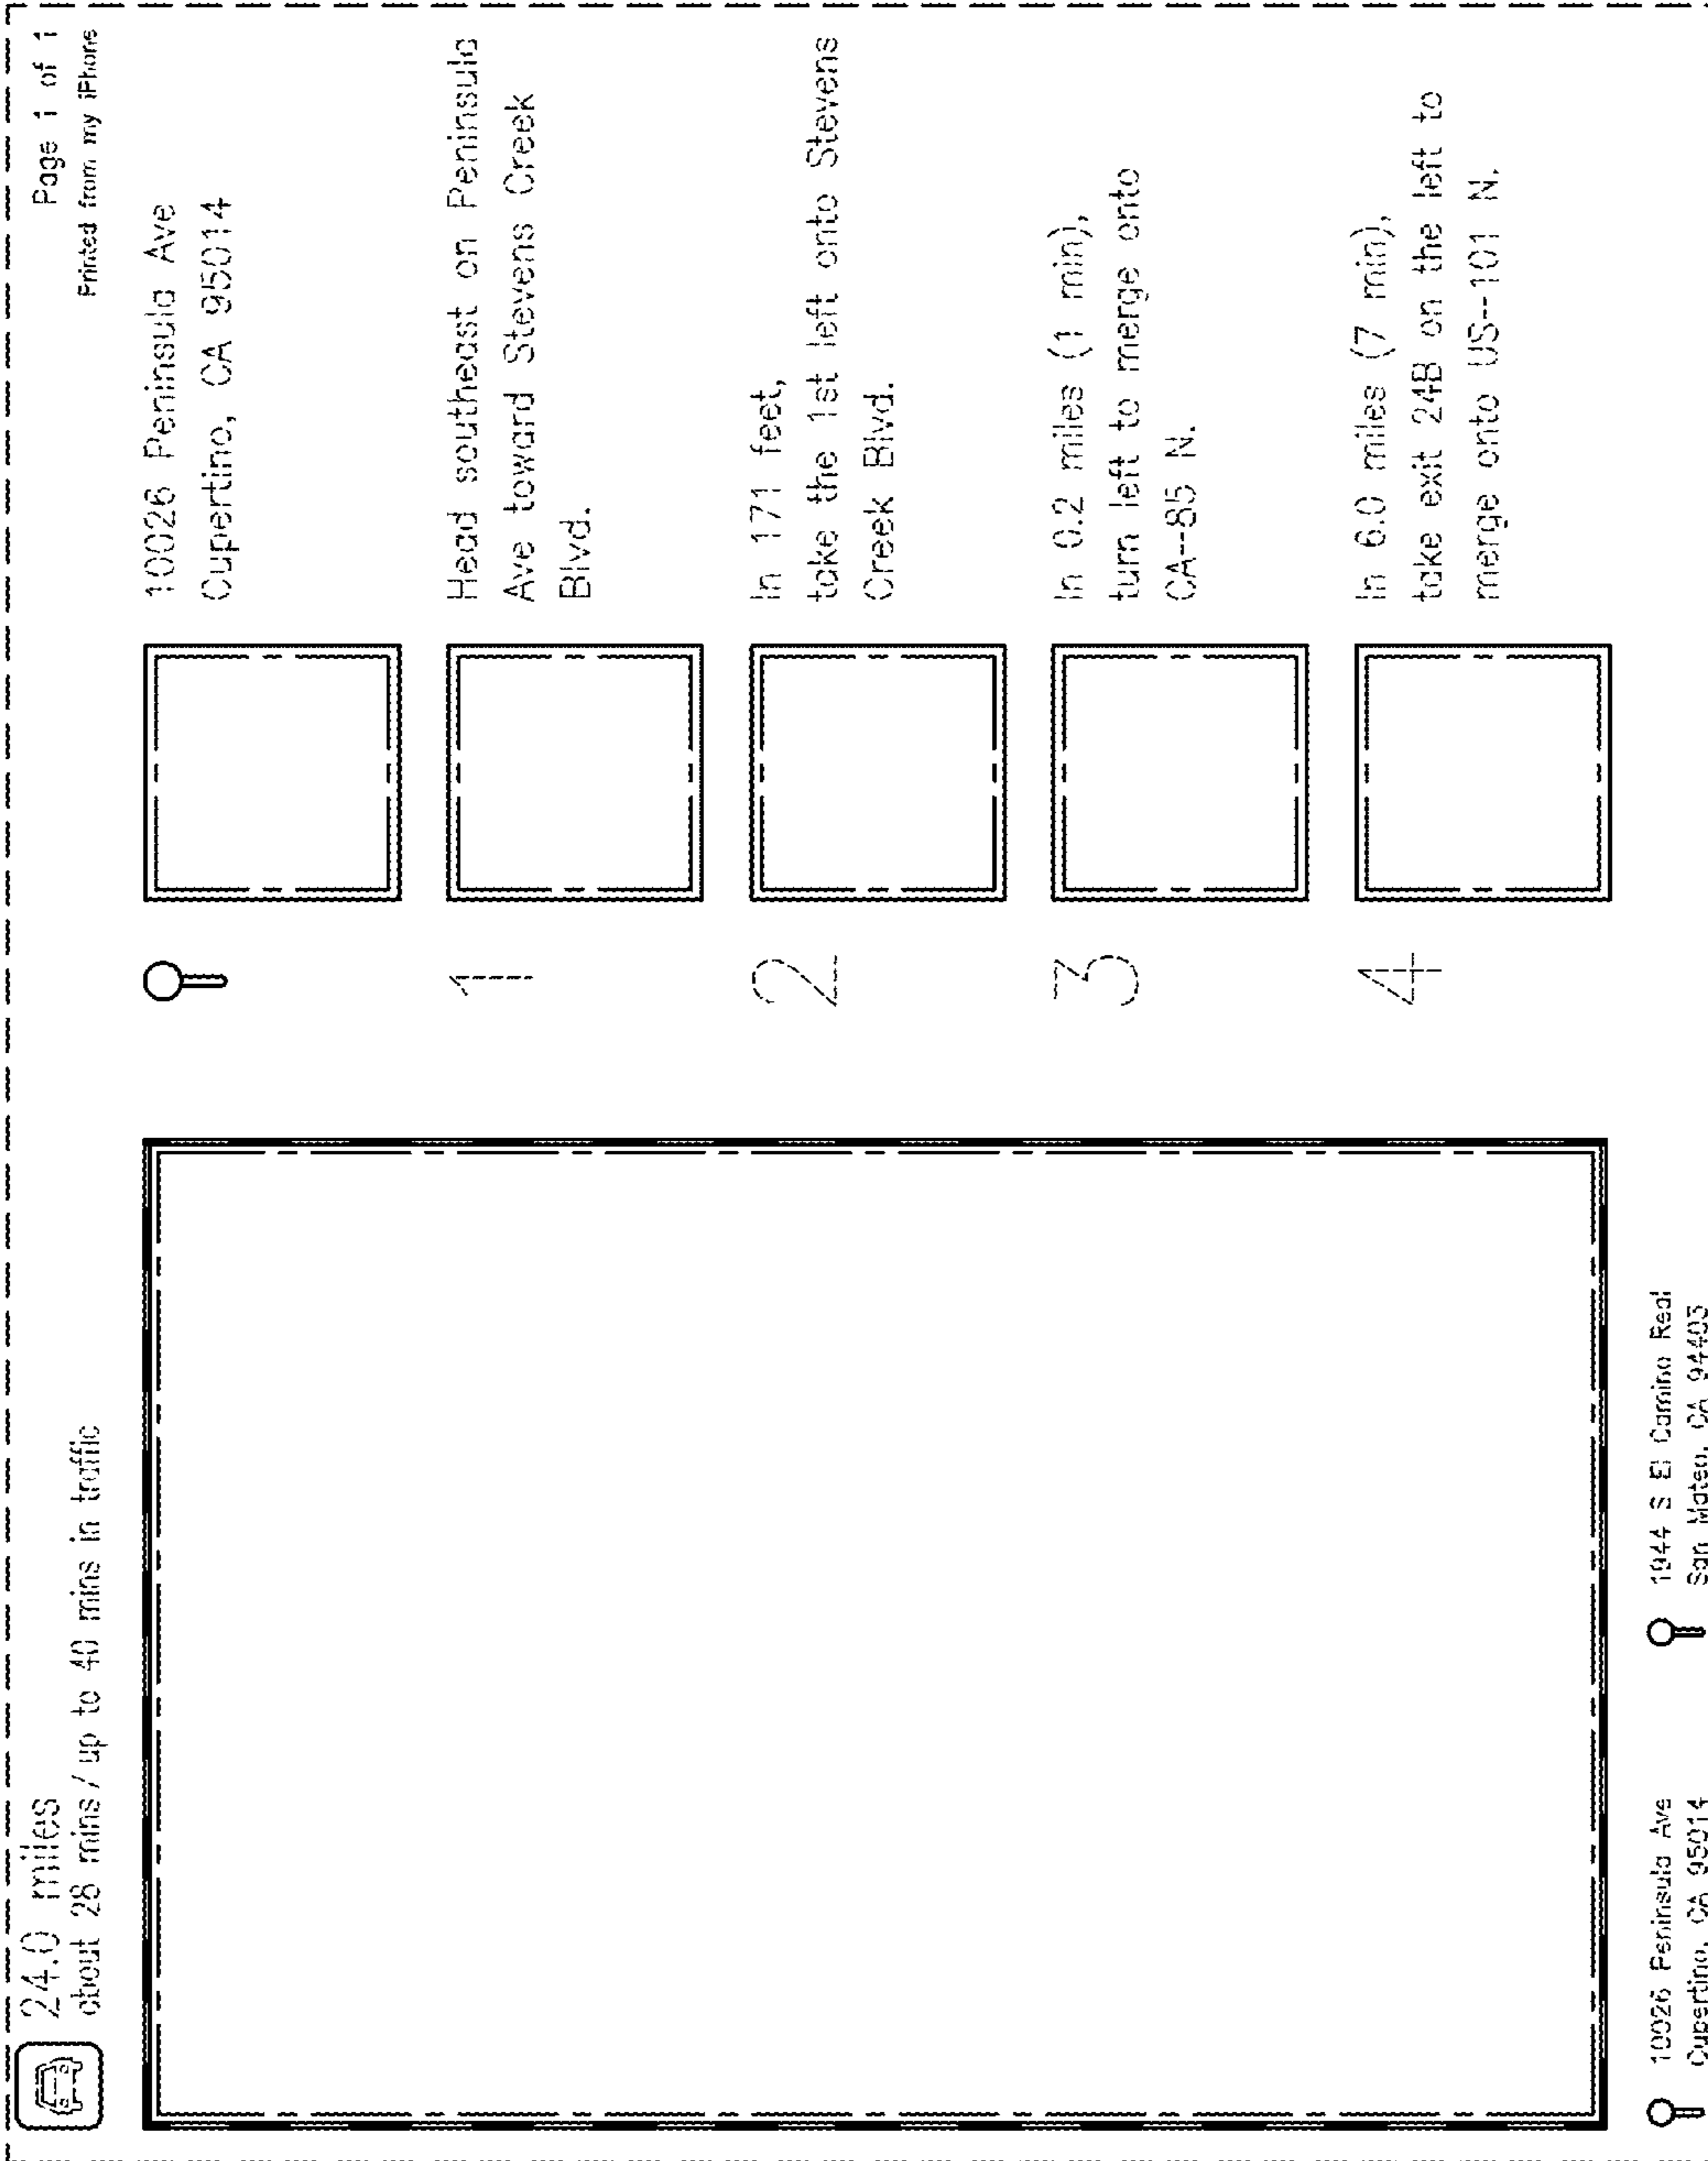 24.0 miles
about 28 mins / up to 40 mins in traffic
Page 1 of 1
Printed from my iPhone
10026 Peninsula Ave
Cupertino, CA 95014
1
Head southeast on Peninsula
Ave toward Stevens Creek
Blvd.
2
In 171 feet,
take the 1st left onto Stevens
Creek Blvd.
3
In 0.2 miles (1 min),
turn left to merge onto
CA--85 N.
4
In 6.0 miles (7 min),
take exit 24B on the left to
merge onto US--101 N.
10026 Peninsula Ave
Cupertino, CA 95014
1944 S El Camino Real
San Mateo, CA 94403